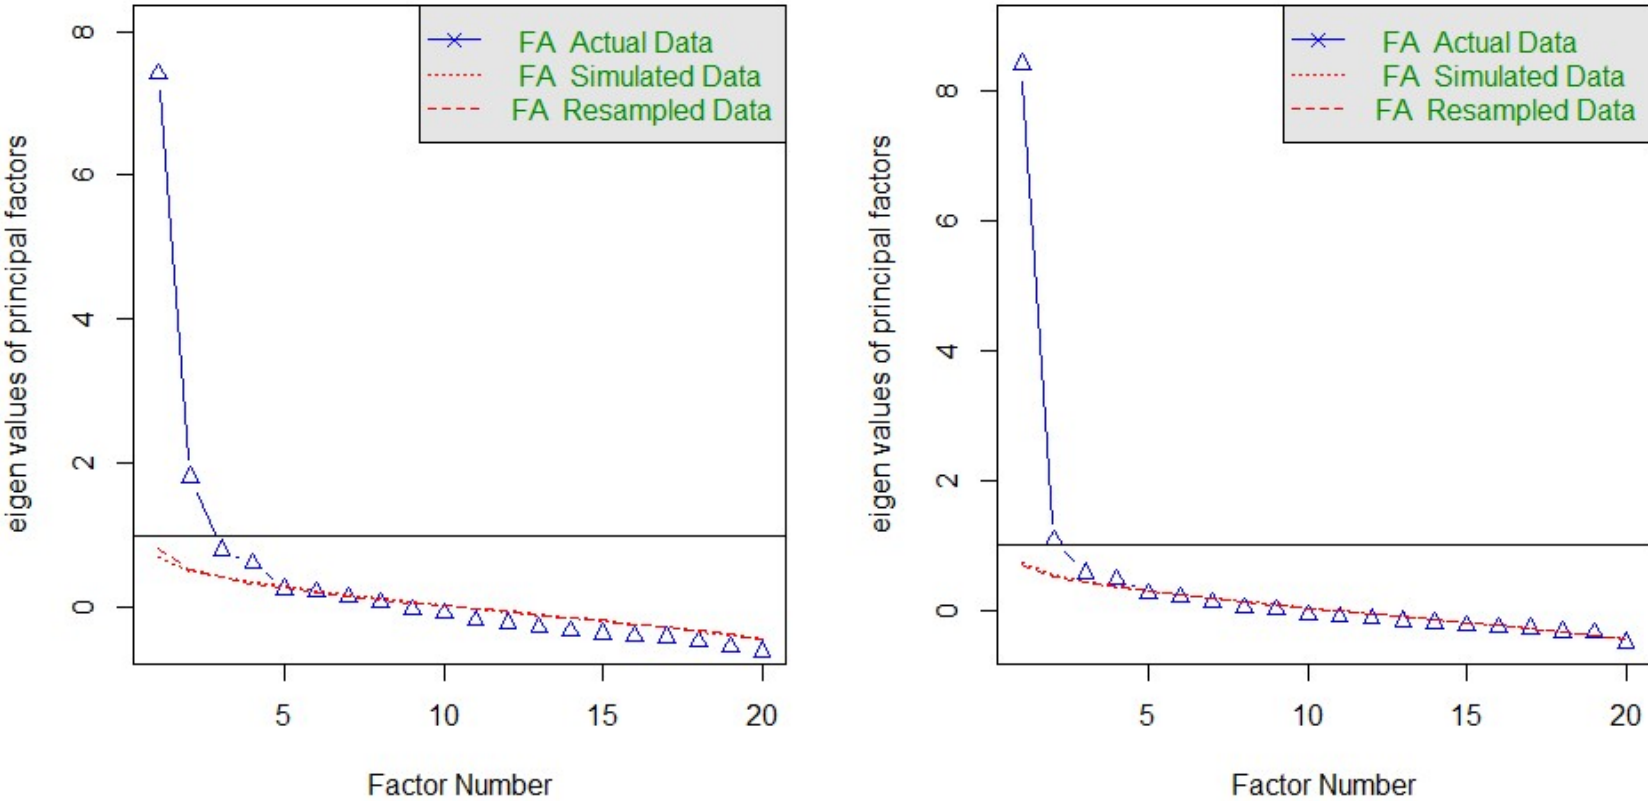 eigen values of principal factors
8
6
4
2
0
FA Actual Data
FA Simulated Data
FA Resampled Data
5 10 15 20
Factor Number
eigen values of principal factors
8
6
4
2
0
FA Actual Data
FA Simulated Data
FA Resampled Data
5 10 15 20
Factor Number